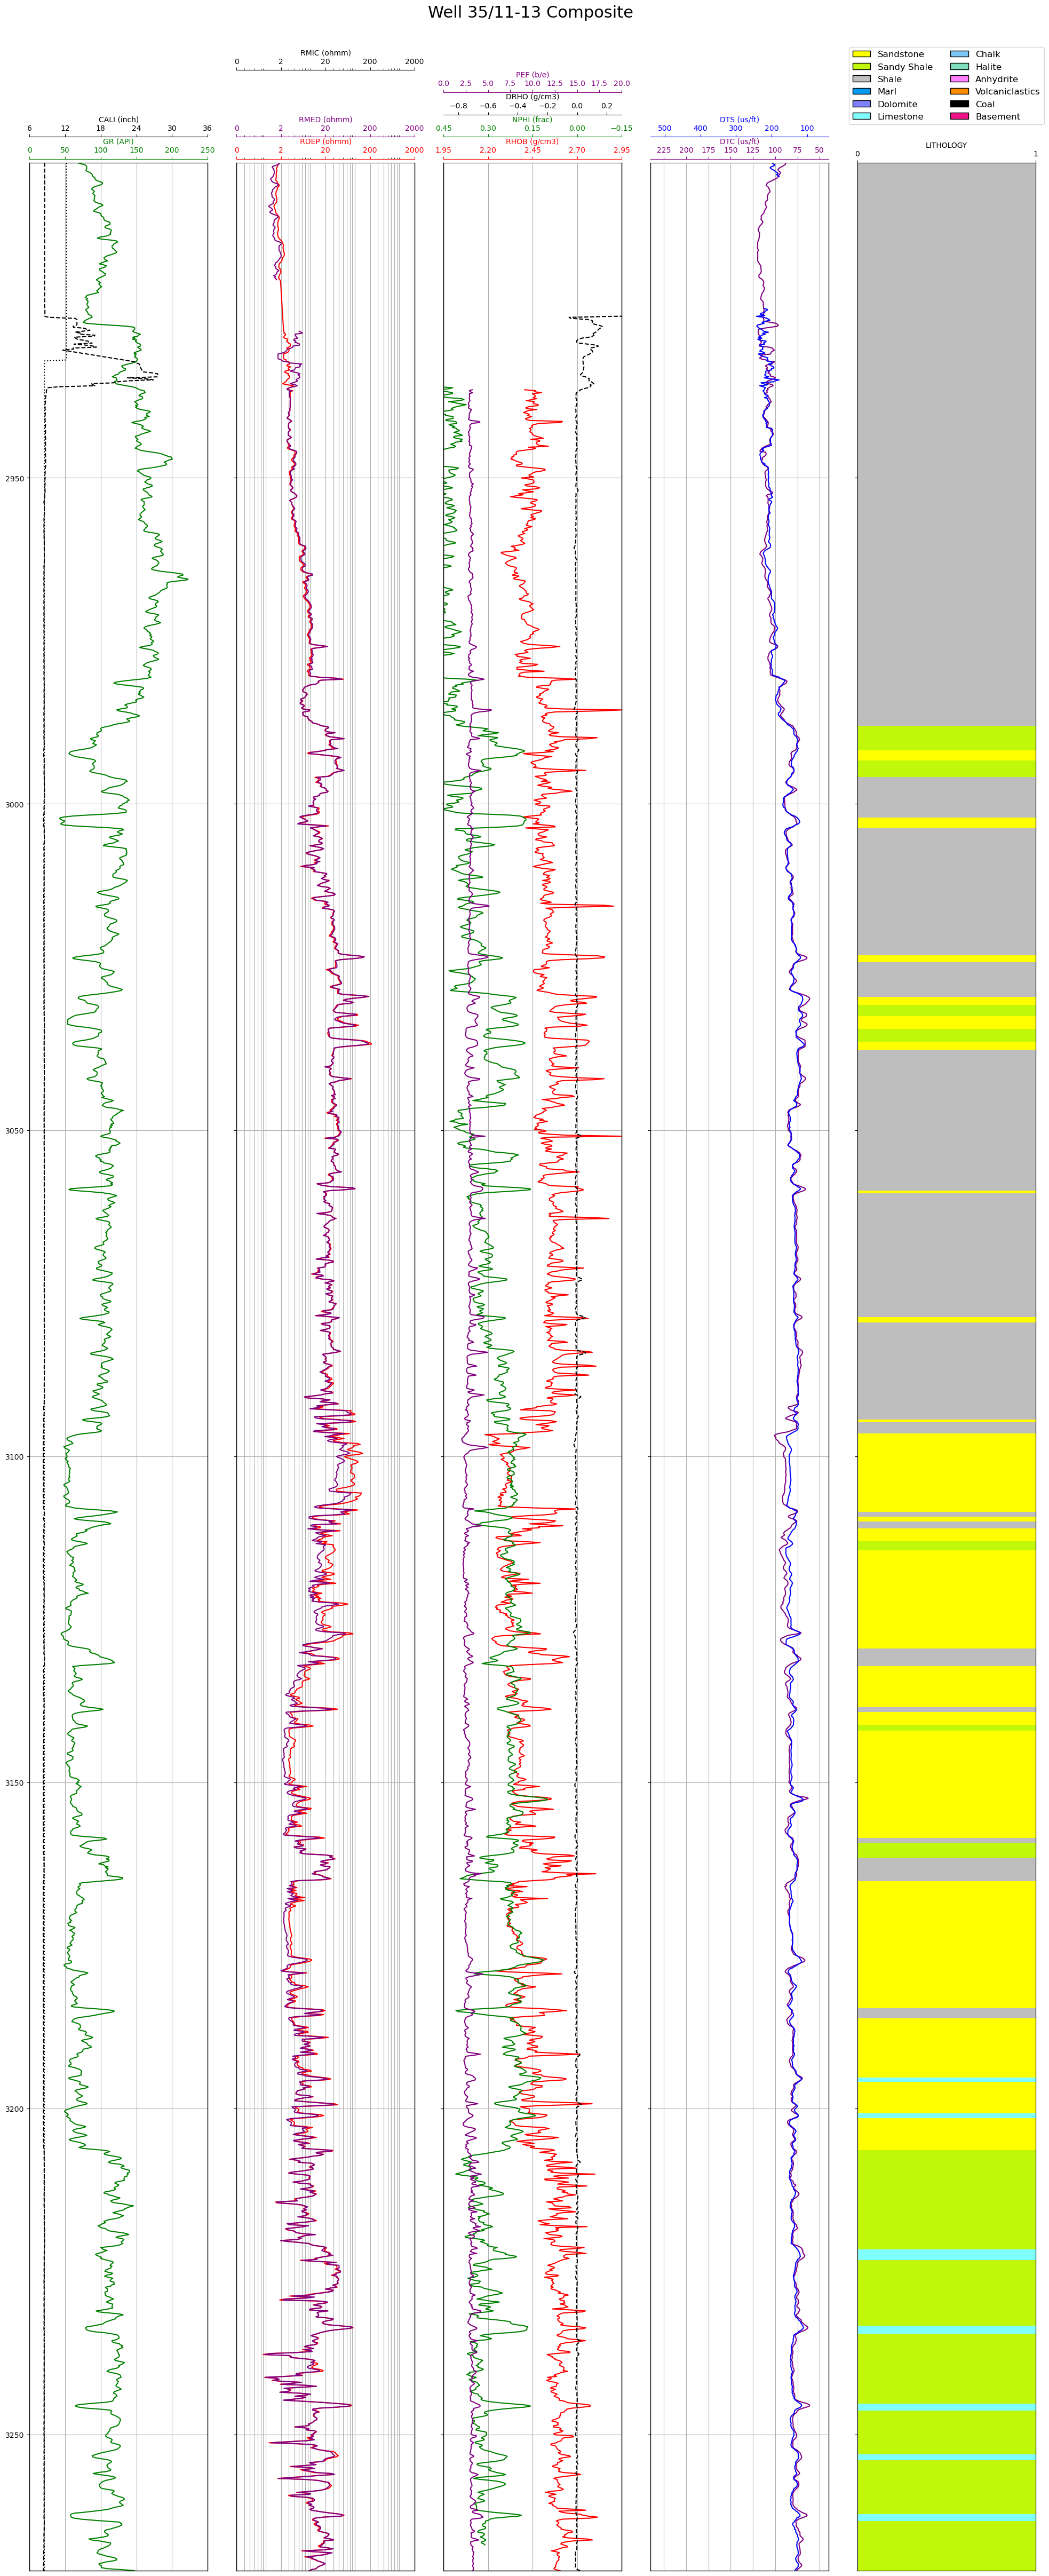 Well 35/11-13 Composite
Sandstone Chalk
Sandy Shale Halite
Shale Anhydrite
Marl Volcaniclastics
Dolomite Coal
Limestone Basement
RMIC (ohmm)
0 2 20 200 2000
PEF (b/e)
0.0 2.5 5.0 7.5 10.0 12.5 15.0 17.5 20.0
DRHO (g/cm3)
−0.8 −0.6 −0.4 −0.2 0.0 0.2
CALI (inch) RMED (ohmm) NPHI (frac) DTS (us/ft)
6 12 18 24 30 36 0 2 20 200 2000 0.45 0.30 0.15 0.00 −0.15 500 400 300 200 100
GR (API) RDEP (ohmm) RHOB (g/cm3) DTC (us/ft) LITHOLOGY
0 50 100 150 200 250 0 2 20 200 2000 1.95 2.20 2.45 2.70 2.95 225 200 175 150 125 100 75 50 0 1
2950
3000
3050
3100
3150
3200
3250